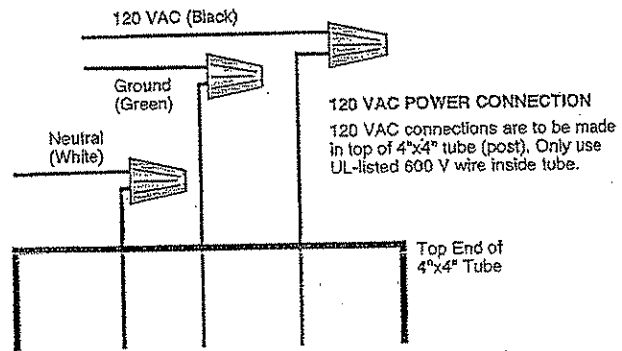 120 VAC (Black)
Ground
(Green)
Neutral
(White)
120 VAC POWER CONNECTION
120 VAC connections are to be made
in top of 4"x4" tube (post). Only use
UL-listed 600 V wire inside tube.
Top End of
4"x4" Tube